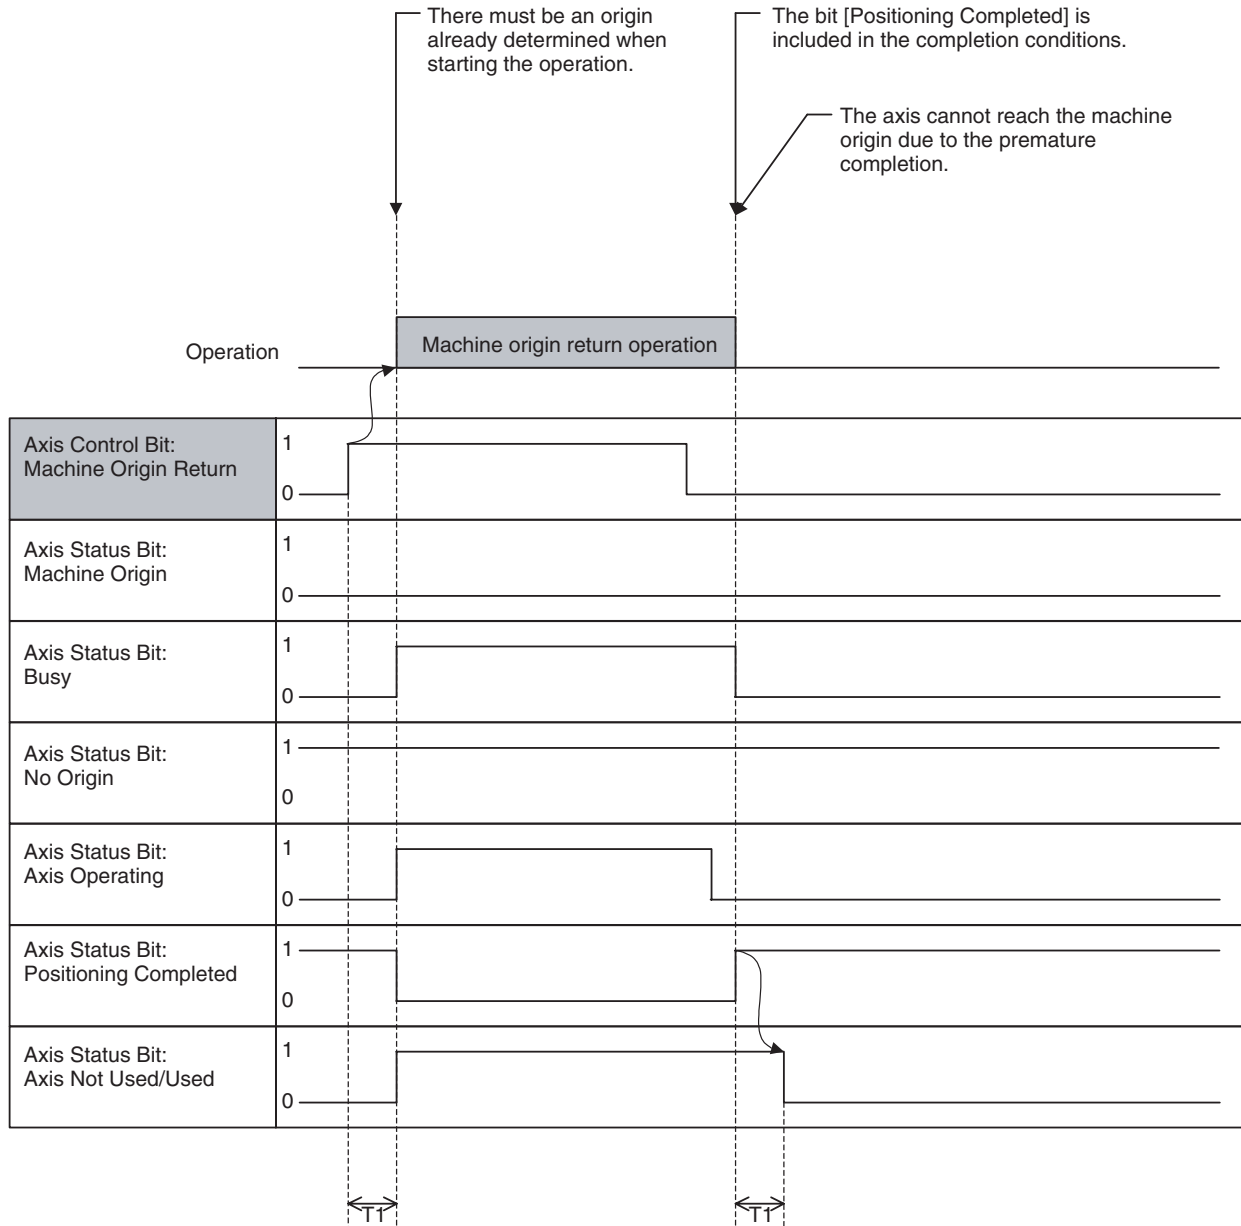 There must be an origin
already determined when
starting the operation.
The bit [Positioning Completed] is
included in the completion conditions.
The axis cannot reach the machine
origin due to the premature
completion.
Operation
Machine origin return operation
Axis Control Bit:
Machine Origin Return
1
0
Axis Status Bit:
Machine Origin
1
0
Axis Status Bit:
Busy
1
0
Axis Status Bit:
No Origin
1
0
Axis Status Bit:
Axis Operating
1
0
Axis Status Bit:
Positioning Completed
1
0
Axis Status Bit:
Axis Not Used/Used
1
0
T1
T1